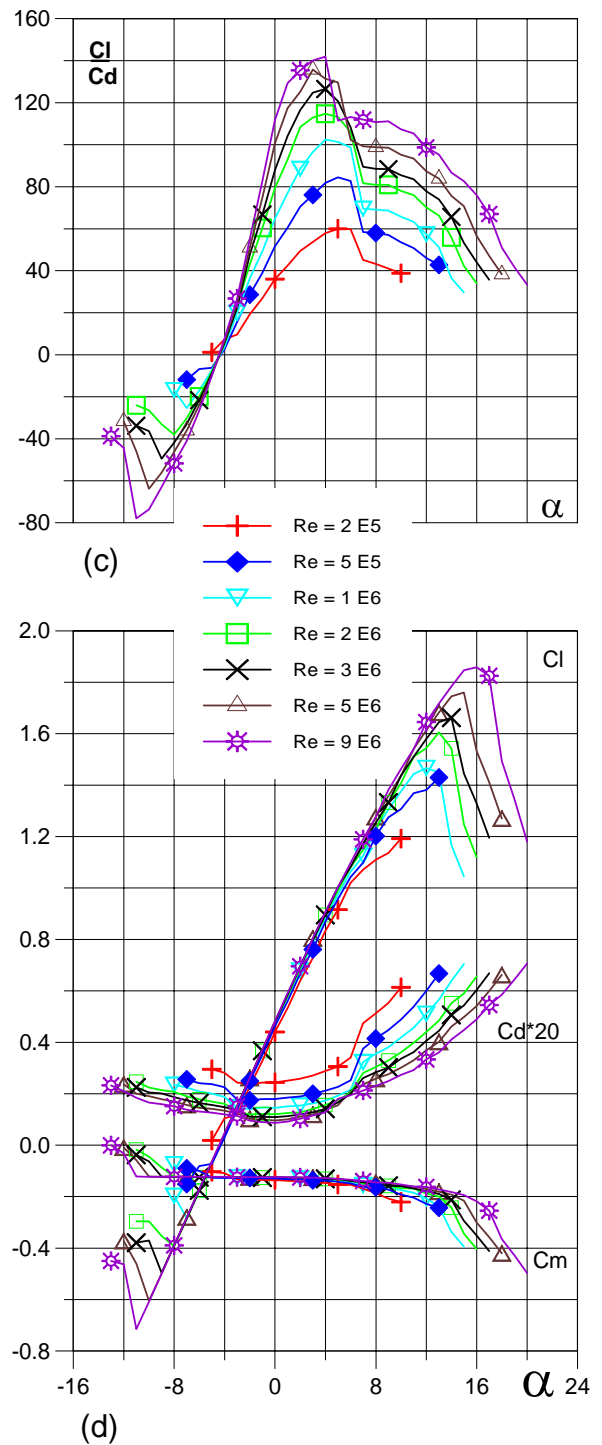 160
Cl
Cd
120
80
40
0
-40
-80
α
(c)
Re = 2 E5
Re = 5 E5
Re = 1 E6
Re = 2 E6
Re = 3 E6
Re = 5 E6
Re = 9 E6
2.0
Cl
1.6
1.2
0.8
0.4
Cd*20
0.0
-0.4
Cm
-0.8
-16 -8 0 8 16 α 24
(d)